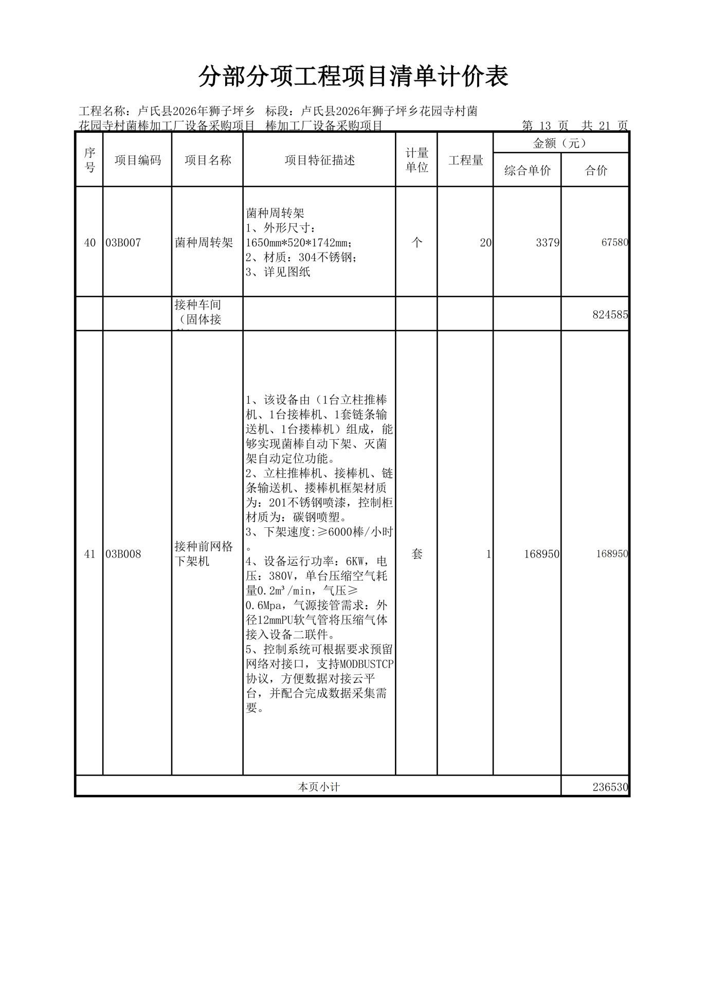 分部分项工程项目清单计价表
工程名称：卢氏县2026年狮子坪乡
花园寺村菌棒加工厂设备采购项目
标段：卢氏县2026年狮子坪乡花园寺村菌
棒加工厂设备采购项目
第 13 页 共 21 页
序
号
项目编码
项目名称
项目特征描述
计量
单位
工程量
金额（元）
综合单价
合价
40
03B007
菌种周转架
菌种周转架
1、外形尺寸：
1650mm*520*1742mm；
2、材质：304不锈钢；
3、详见图纸
个
20
3379
67580
接种车间
（固体接
824585
41
03B008
接种前网格
下架机
1、该设备由（1台立柱推棒
机、1台接棒机、1套链条输
送机、1台搂棒机）组成，能
够实现菌棒自动下架、灭菌
架自动定位功能。
2、立柱推棒机、接棒机、链
条输送机、搂棒机框架材质
为：201不锈钢喷漆，控制柜
材质为：碳钢喷塑。
3、下架速度:≥6000棒/小时
。
4、设备运行功率：6KW，电
压：380V，单台压缩空气耗
量0.2m³/min，气压≥
0.6Mpa，气源接管需求：外
径12mmPU软气管将压缩气体
接入设备二联件。
5、控制系统可根据要求预留
网络对接口，支持MODBUSTCP
协议，方便数据对接云平
台，并配合完成数据采集需
要。
套
1
168950
168950
本页小计
236530